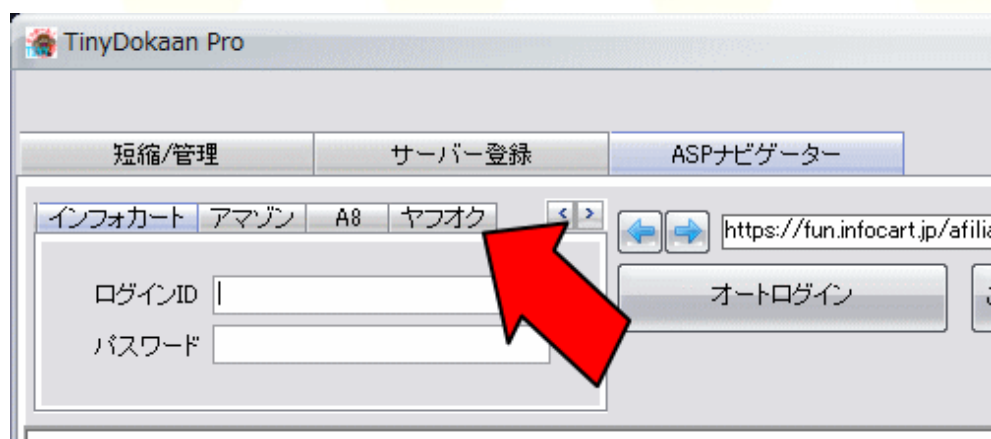 TinyDokaan Pro
短縮/管理 サーバー登録 ASPナビゲーター
インフォカート アマゾン A8 ヤフオク
https://fun.infocart.jp/afilia
ログインID オートログイン
パスワード